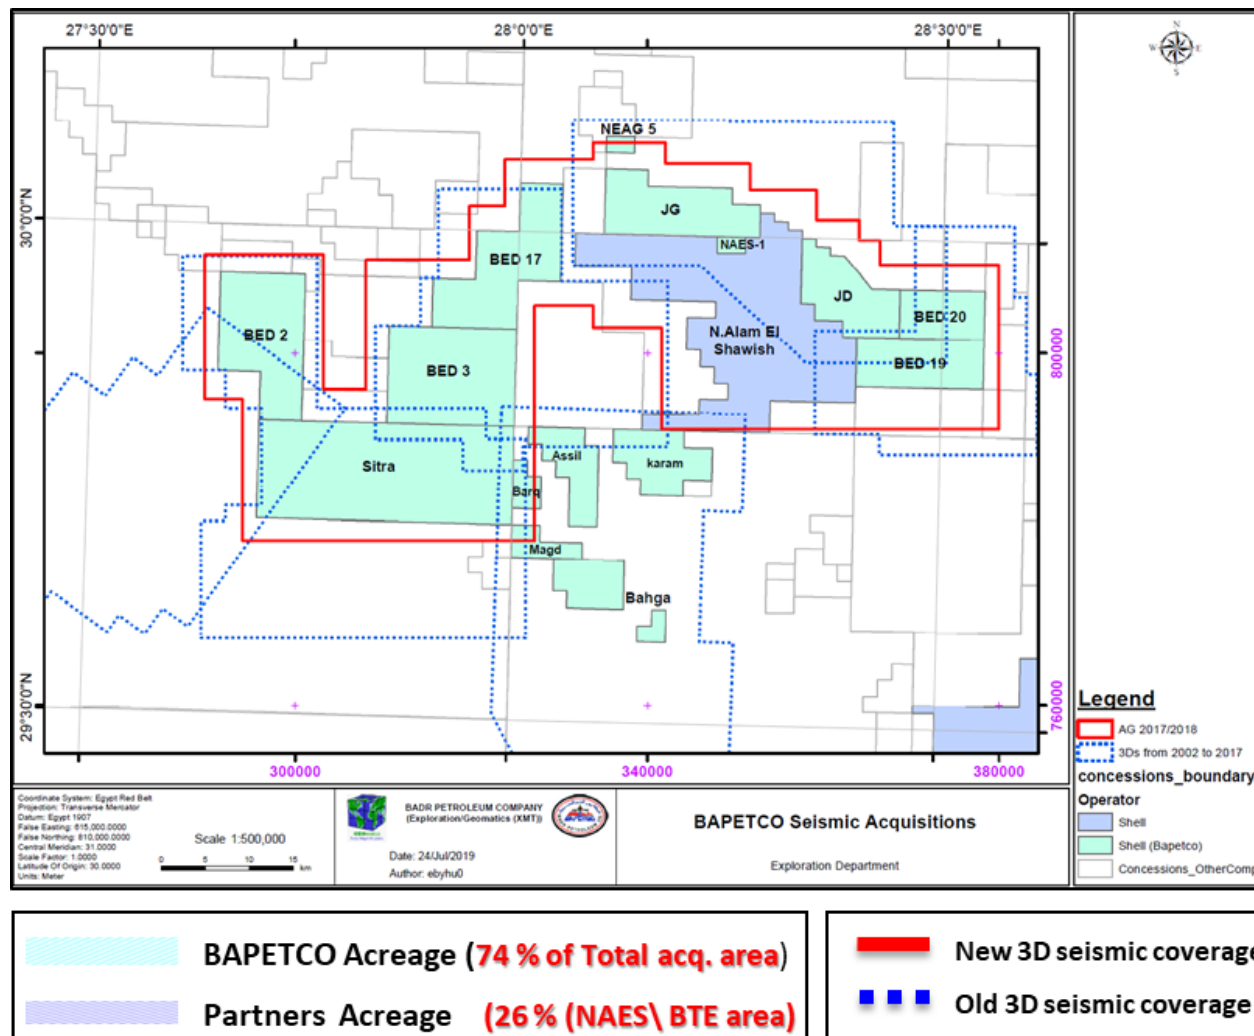 27°30'0"E 28°0'0"E 28°30'0"E
N
W E
S
NEAG 5
30°0'0"N
JG
NAES-1
BED 17
JD
BED 2
BED 20
N.Alam El
Shawish
800000
BED 3
BED 19
Assil
karam
Sitra
Barq
Magd
Bahga
29°30'0"N
760000
300000 340000 380000
Legend
AG 2017/2018
3Ds from 2002 to 2017
concessions_boundary
Operator
Shell
Shell (Bapetco)
Concessions_OtherComp
Coordinate System: Egypt Red Belt
Projection: Transverse Mercator
Datum: Egypt 1907
False Easting: 615,000.0000
False Northing: 810,000.0000
Central Meridian: 31.0000
Scale Factor: 1.0000
Latitude Of Origin: 30.0000
Units: Meter
Scale 1:500,000
0 5 10 15
km
BADR PETROLEUM COMPANY
(Exploration/Geomatics (XMT))
Date: 24/Jul/2019
Author: ebyhu0
BAPETCO Seismic Acquisitions
Exploration Department
BAPETCO Acreage (74 % of Total acq. area)
Partners Acreage (26 % (NAES\ BTE area)
New 3D seismic coverage
Old 3D seismic coverage